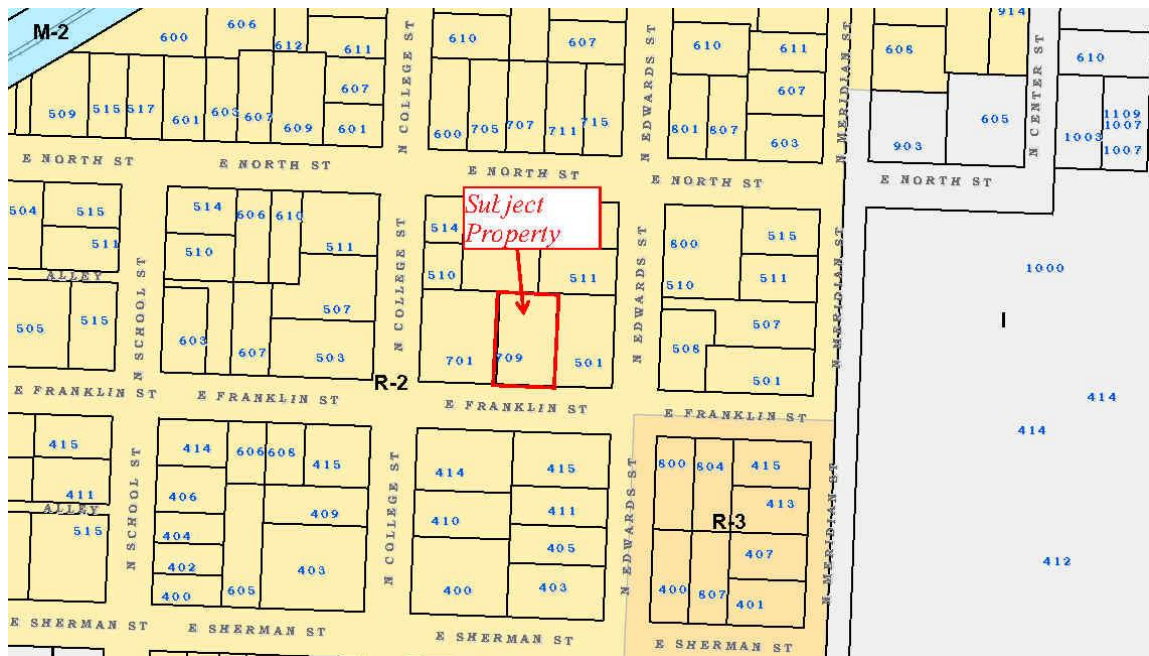 M-2
600
606
612
611
607
509
515
517
601
603
607
609
601
N COLLEGE ST
610
607
600
705
707
711
715
N EDWARDS ST
610
611
607
801
807
603
N MERIDIAN ST
914
608
903
605
N CENTER ST
610
1003
1109
1007
1007
E NORTH ST
E NORTH ST
E NORTH ST
E NORTH ST
E NORTH ST
504
515
511
ALLEY
505
515
N SCHOOL ST
514
606
610
510
511
507
603
607
503
N COLLEGE ST
R-2
514
Subject
Property
510
511
701
709
501
N EDWARDS ST
800
515
511
510
507
508
501
N MERIDIAN ST
1000
I
414
414
412
E FRANKLIN ST
E FRANKLIN ST
E FRANKLIN ST
E FRANKLIN ST
415
411
ALLEY
515
N SCHOOL ST
414
606
608
415
406
409
404
402
400
605
403
N COLLEGE ST
414
415
410
411
405
400
403
N EDWARDS ST
800
804
415
413
R-3
407
400
807
401
N MERIDIAN ST
E SHERMAN ST
E SHERMAN ST
E SHERMAN ST
E SHERMAN ST